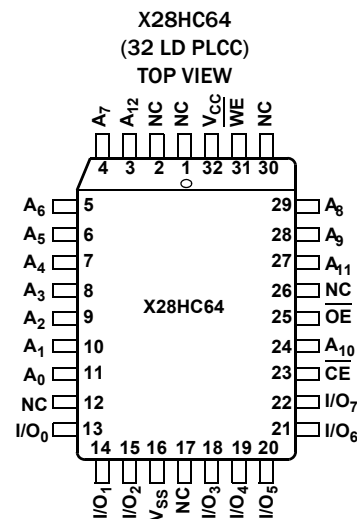 X28HC64
(32 LD PLCC)
TOP VIEW
A7 A12 NC NC VCC W̅E̅ NC
4 3 2 1 32 31 30
A6 5 29 A8
A5 6 28 A9
A4 7 27 A11
A3 8 26 NC
A2 9 X28HC64 25 O̅E̅
A1 10 24 A10
A0 11 23 C̅E̅
NC 12 22 I/O7
I/O0 13 21 I/O6
14 15 16 17 18 19 20
I/O1 I/O2 VSS NC I/O3 I/O4 I/O5